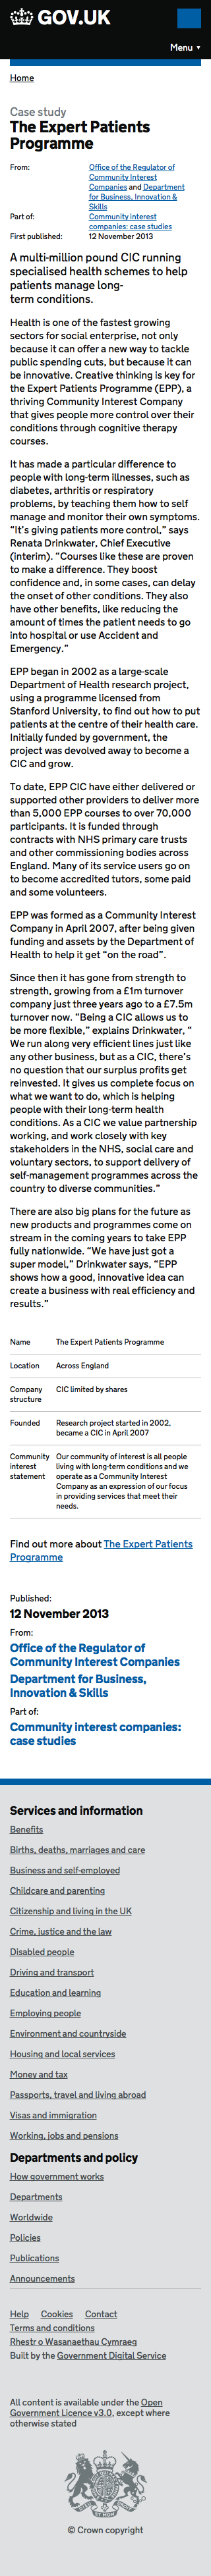 GOV.UK
Menu ▼
Home
Case study
The Expert Patients
Programme
From: Office of the Regulator of
Community Interest
Companies and Department
for Business, Innovation &
Skills
Part of: Community interest
companies: case studies
First published: 12 November 2013
A multi-million pound CIC running
specialised health schemes to help
patients manage long-
term conditions.
Health is one of the fastest growing
sectors for social enterprise, not only
because it can offer a new way to tackle
public spending cuts, but because it can
be innovative. Creative thinking is key for
the Expert Patients Programme (EPP), a
thriving Community Interest Company
that gives people more control over their
conditions through cognitive therapy
courses.
It has made a particular difference to
people with long-term illnesses, such as
diabetes, arthritis or respiratory
problems, by teaching them how to self
manage and monitor their own symptoms.
“It’s giving patients more control,” says
Renata Drinkwater, Chief Executive
(interim). “Courses like these are proven
to make a difference. They boost
confidence and, in some cases, can delay
the onset of other conditions. They also
have other benefits, like reducing the
amount of times the patient needs to go
into hospital or use Accident and
Emergency.”
EPP began in 2002 as a large-scale
Department of Health research project,
using a programme licensed from
Stanford University, to find out how to put
patients at the centre of their health care.
Initially funded by government, the
project was devolved away to become a
CIC and grow.
To date, EPP CIC have either delivered or
supported other providers to deliver more
than 5,000 EPP courses to over 70,000
participants. It is funded through
contracts with NHS primary care trusts
and other commissioning bodies across
England. Many of its service users go on
to become accredited tutors, some paid
and some volunteers.
EPP was formed as a Community Interest
Company in April 2007, after being given
funding and assets by the Department of
Health to help it get “on the road”.
Since then it has gone from strength to
strength, growing from a £1m turnover
company just three years ago to a £7.5m
turnover now. “Being a CIC allows us to
be more flexible,” explains Drinkwater, “
We run along very efficient lines just like
any other business, but as a CIC, there’s
no question that our surplus profits get
reinvested. It gives us complete focus on
what we want to do, which is helping
people with their long-term health
conditions. As a CIC we value partnership
working, and work closely with key
stakeholders in the NHS, social care and
voluntary sectors, to support delivery of
self-management programmes across the
country to diverse communities.”
There are also big plans for the future as
new products and programmes come on
stream in the coming years to take EPP
fully nationwide. “We have just got a
super model,” Drinkwater says, “EPP
shows how a good, innovative idea can
create a business with real efficiency and
results.”
Name The Expert Patients Programme
Location Across England
Company CIC limited by shares
structure
Founded Research project started in 2002,
became a CIC in April 2007
Community Our community of interest is all people
interest living with long-term conditions and we
statement operate as a Community Interest
Company as an expression of our focus
in providing services that meet their
needs.
Find out more about The Expert Patients
Programme
Published:
12 November 2013
From:
Office of the Regulator of
Community Interest Companies
Department for Business,
Innovation & Skills
Part of:
Community interest companies:
case studies
Services and information
Benefits
Births, deaths, marriages and care
Business and self-employed
Childcare and parenting
Citizenship and living in the UK
Crime, justice and the law
Disabled people
Driving and transport
Education and learning
Employing people
Environment and countryside
Housing and local services
Money and tax
Passports, travel and living abroad
Visas and immigration
Working, jobs and pensions
Departments and policy
How government works
Departments
Worldwide
Policies
Publications
Announcements
Help Cookies Contact
Terms and conditions
Rhestr o Wasanaethau Cymraeg
Built by the Government Digital Service
All content is available under the Open
Government Licence v3.0, except where
otherwise stated
© Crown copyright